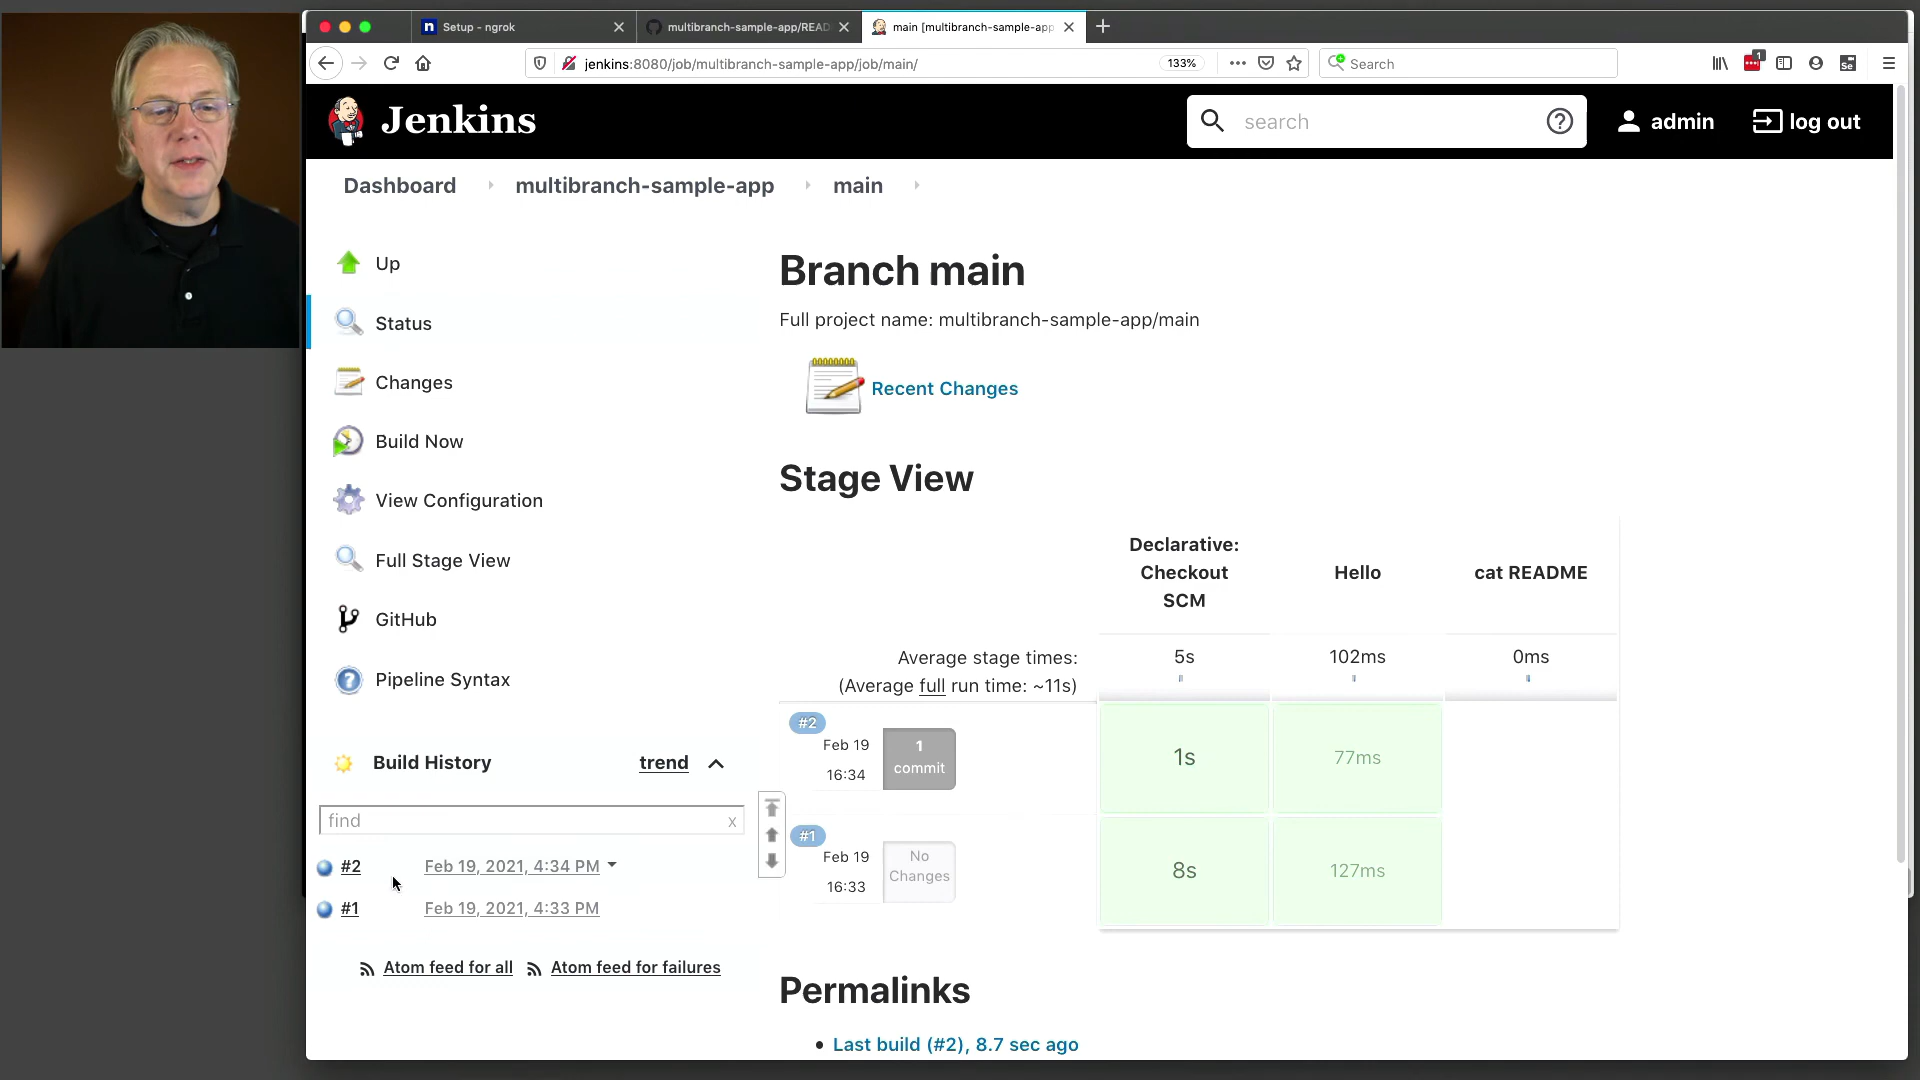 Setup - ngrok
multibranch-sample-app/READ
main [multibranch-sample-app
jenkins:8080/job/multibranch-sample-app/job/main/
133%
Search
1
Se
Jenkins
search
admin
log out
Dashboard
multibranch-sample-app
main
Up
Status
Changes
Build Now
View Configuration
Full Stage View
GitHub
Pipeline Syntax
Build History
trend
find
x
#2
Feb 19, 2021, 4:34 PM
#1
Feb 19, 2021, 4:33 PM
Atom feed for all
Atom feed for failures
Branch main
Full project name: multibranch-sample-app/main
Recent Changes
Stage View
Declarative:
Checkout
SCM
Hello
cat README
Average stage times:
(Average full run time: ~11s)
5s
102ms
0ms
#2
Feb 19
16:34
1
commit
1s
77ms
#1
Feb 19
16:33
No
Changes
8s
127ms
Permalinks
Last build (#2), 8.7 sec ago